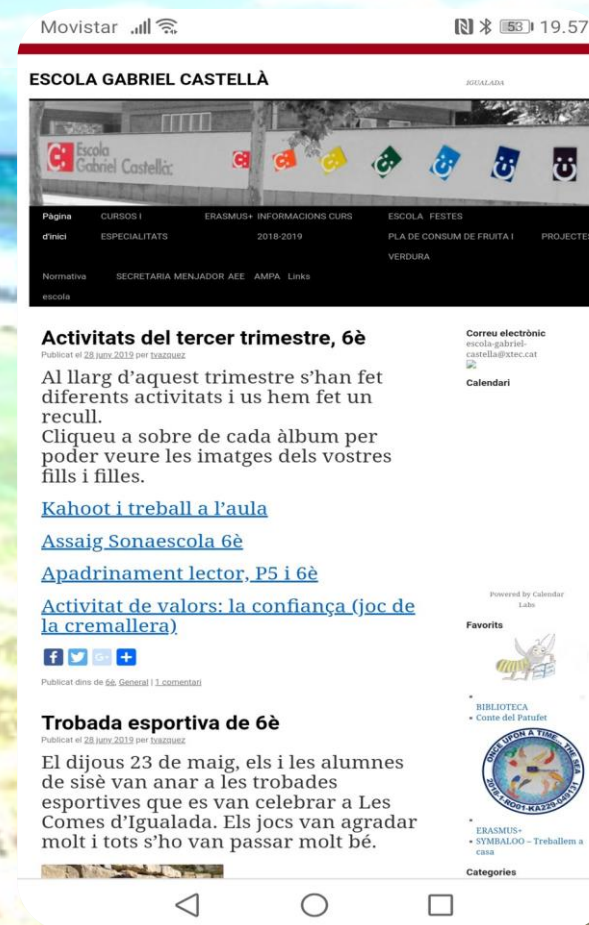 Movistar
53 19.57
ESCOLA GABRIEL CASTELLÀ
IGUALADA
Escola
Gabriel Castellà:
Pàgina
d'inici
CURSOS I
ESPECIALITATS
ERASMUS+ INFORMACIONS CURS
2018-2019
ESCOLA FESTES
PLA DE CONSUM DE FRUITA I
VERDURA
PROJECTES
Normativa
escola
SECRETARIA MENJADOR AEE AMPA Links
Activitats del tercer trimestre, 6è
Publicat el 28 juny 2019 per tvazquez
Al llarg d'aquest trimestre s'han fet
diferents activitats i us hem fet un
recull.
Cliqueu a sobre de cada àlbum per
poder veure les imatges dels vostres
fills i filles.
Kahoot i treball a l'aula
Assaig Sonaescola 6è
Apadrinament lector, P5 i 6è
Activitat de valors: la confiança (joc de
la cremallera)
Publicat dins de 6è, General | 1 comentari
Trobada esportiva de 6è
Publicat el 28 juny 2019 per tvazquez
El dijous 23 de maig, els i les alumnes
de sisè van anar a les trobades
esportives que es van celebrar a Les
Comes d'Igualada. Els jocs van agradar
molt i tots s'ho van passar molt bé.
Correu electrònic
escola-gabriel-
castella@xtec.cat
Calendari
Powered by Calendar
Labs
Favorits
BIBLIOTECA
Conte del Patufet
ONCE UPON A TIME... THE SEA
2018-1-RO01-KA229-049131
ERASMUS+
SYMBALOO – Treballem a
casa
Categories